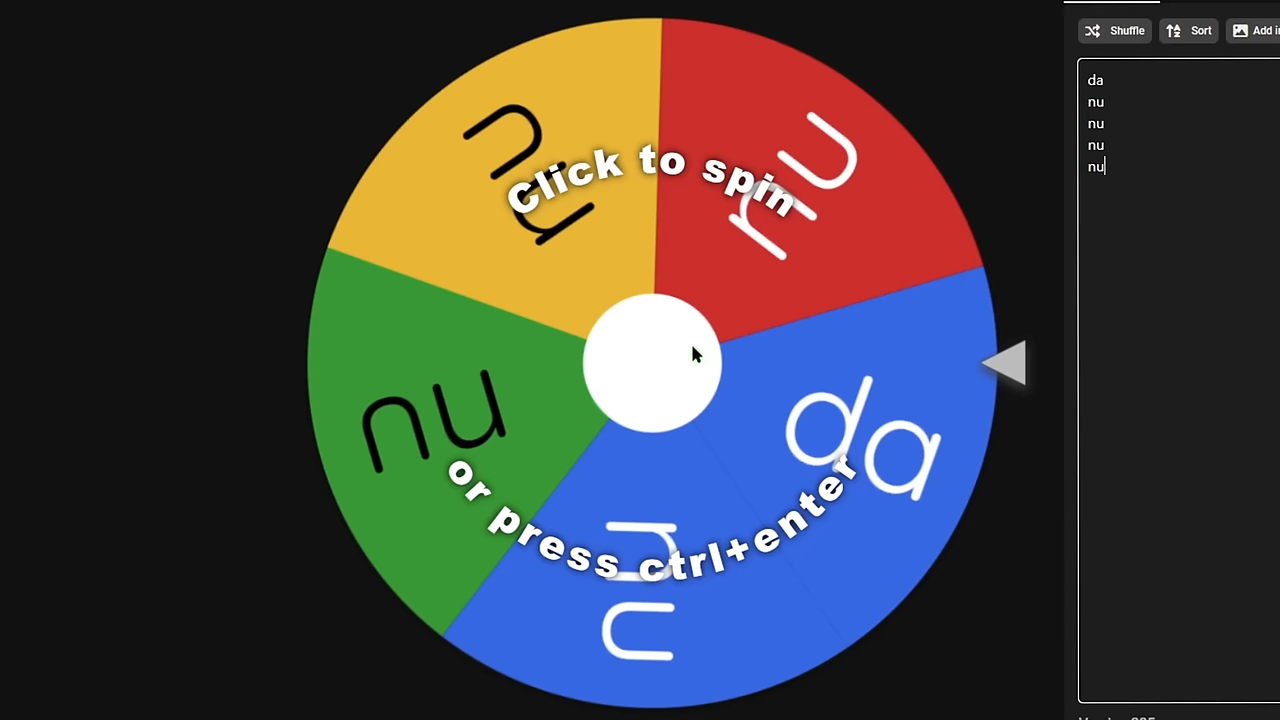 Shuffle
Sort
Add
da
nu
nu
nu
nu
nu
nu
Click to spin
da
nu
nu
or press ctrl+enter